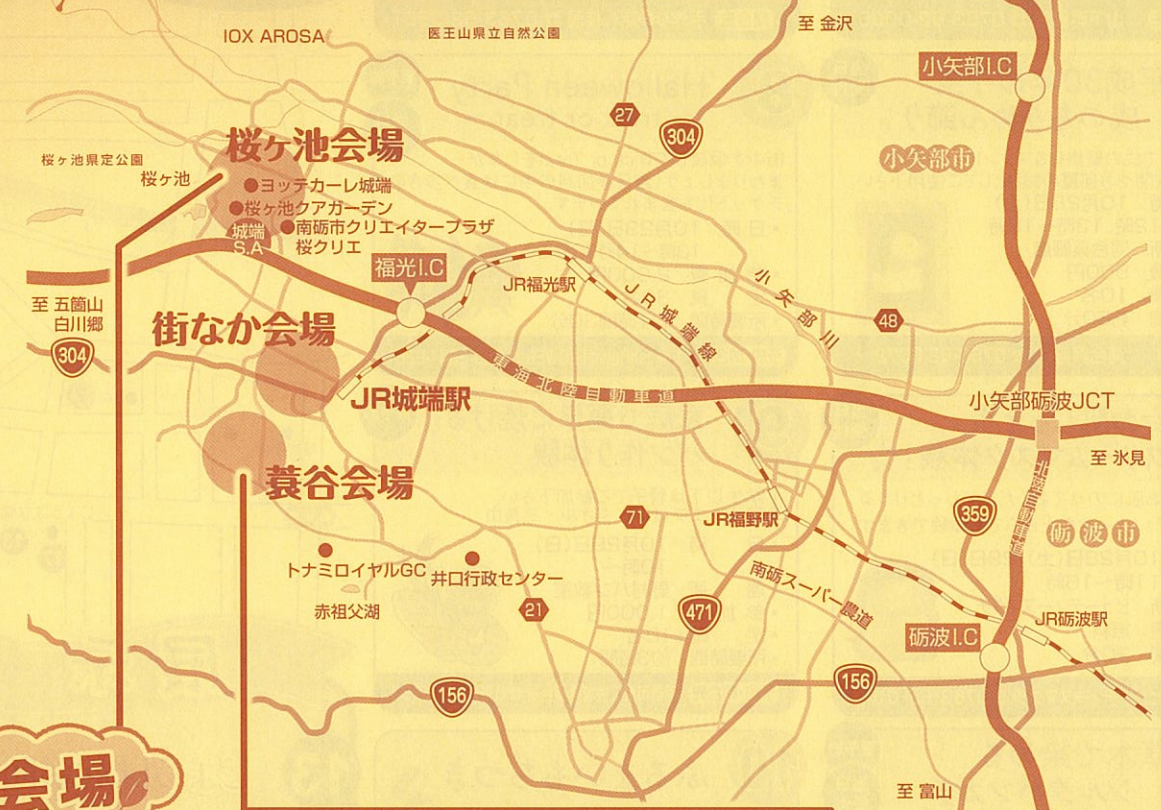 IOX AROSA
医王山県立自然公園
至 金沢
小矢部I.C
27
304
小矢部市
桜ヶ池会場
桜ヶ池県定公園
桜ヶ池
ヨッテカーレ城端
桜ヶ池クアガーデン
南砺市クリエイタープラザ
桜クリエ
城端
S.A
福光I.C
JR福光駅
JR城端線
小矢部川
48
至 五箇山
白川郷
304
街なか会場
JR城端駅
東海北陸自動車道
小矢部砺波JCT
至 氷見
北陸自動車道
蓑谷会場
71
JR福野駅
359
砺波市
トナミロイヤルGC
井口行政センター
赤祖父湖
21
471
南砺スーパー農道
JR砺波駅
砺波I.C
156
156
至 富山
会場